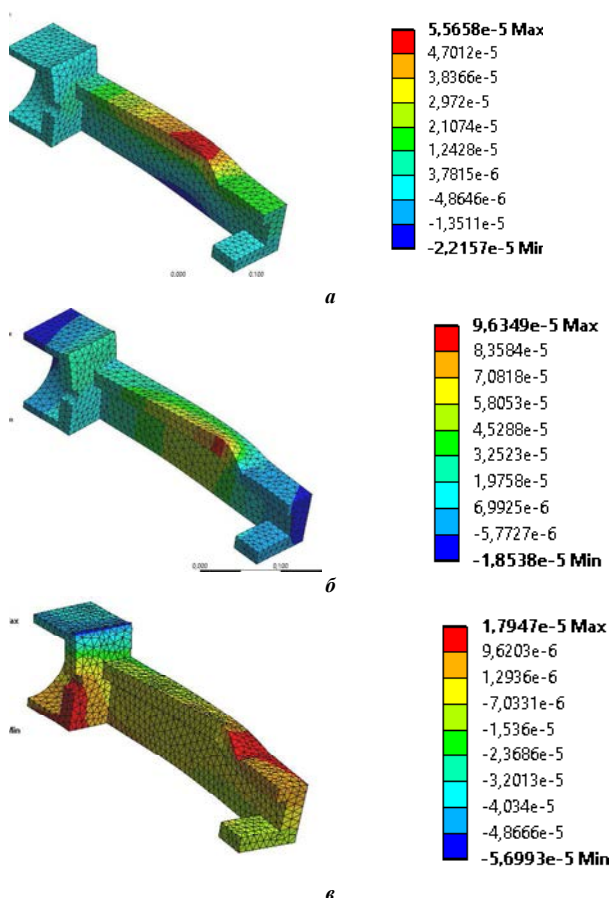 5,5658e-5 Max
4,7012e-5
3,8366e-5
2,972e-5
2,1074e-5
1,2428e-5
3,7815e-6
-4,8646e-6
-1,3511e-5
-2,2157e-5 Min
0,000 0,100
а
9,6349e-5 Max
8,3584e-5
7,0818e-5
5,8053e-5
4,5288e-5
3,2523e-5
1,9758e-5
6,9925e-6
-5,7727e-6
-1,8538e-5 Min
0,000 0,100
б
1,7947e-5 Max
9,6203e-6
1,2936e-6
-7,0331e-6
-1,536e-5
-2,3686e-5
-3,2013e-5
-4,034e-5
-4,8666e-5
-5,6993e-5 Min
в